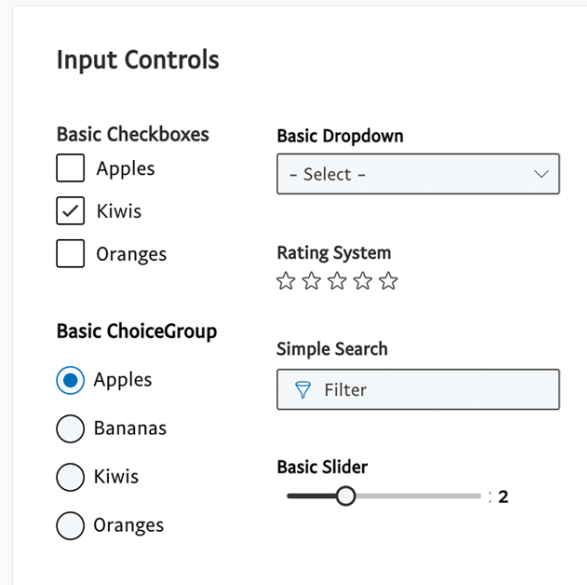 Input Controls
Basic Checkboxes
Apples
Kiwis
Oranges
Basic ChoiceGroup
Apples
Bananas
Kiwis
Oranges
Basic Dropdown
– Select –
Rating System
Simple Search
Filter
Basic Slider
: 2